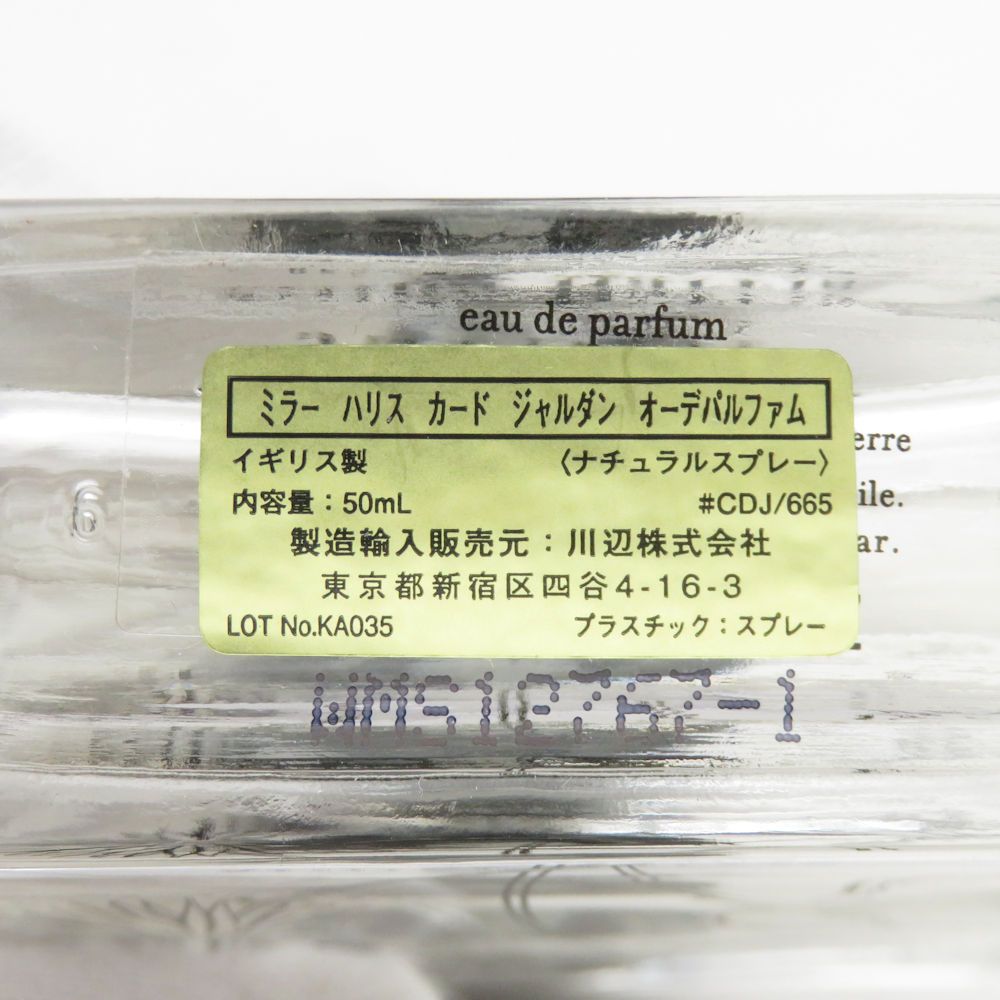 eau de parfum
ミラー ハリス カード ジャルダン オーデパルファム
イギリス製 〈ナチュラルスプレー〉
内容量：50mL #CDJ/665
製造輸入販売元：川辺株式会社
東京都新宿区四谷4-16-3
LOT No.KA035 プラスチック：スプレー
WMS12767-1
6